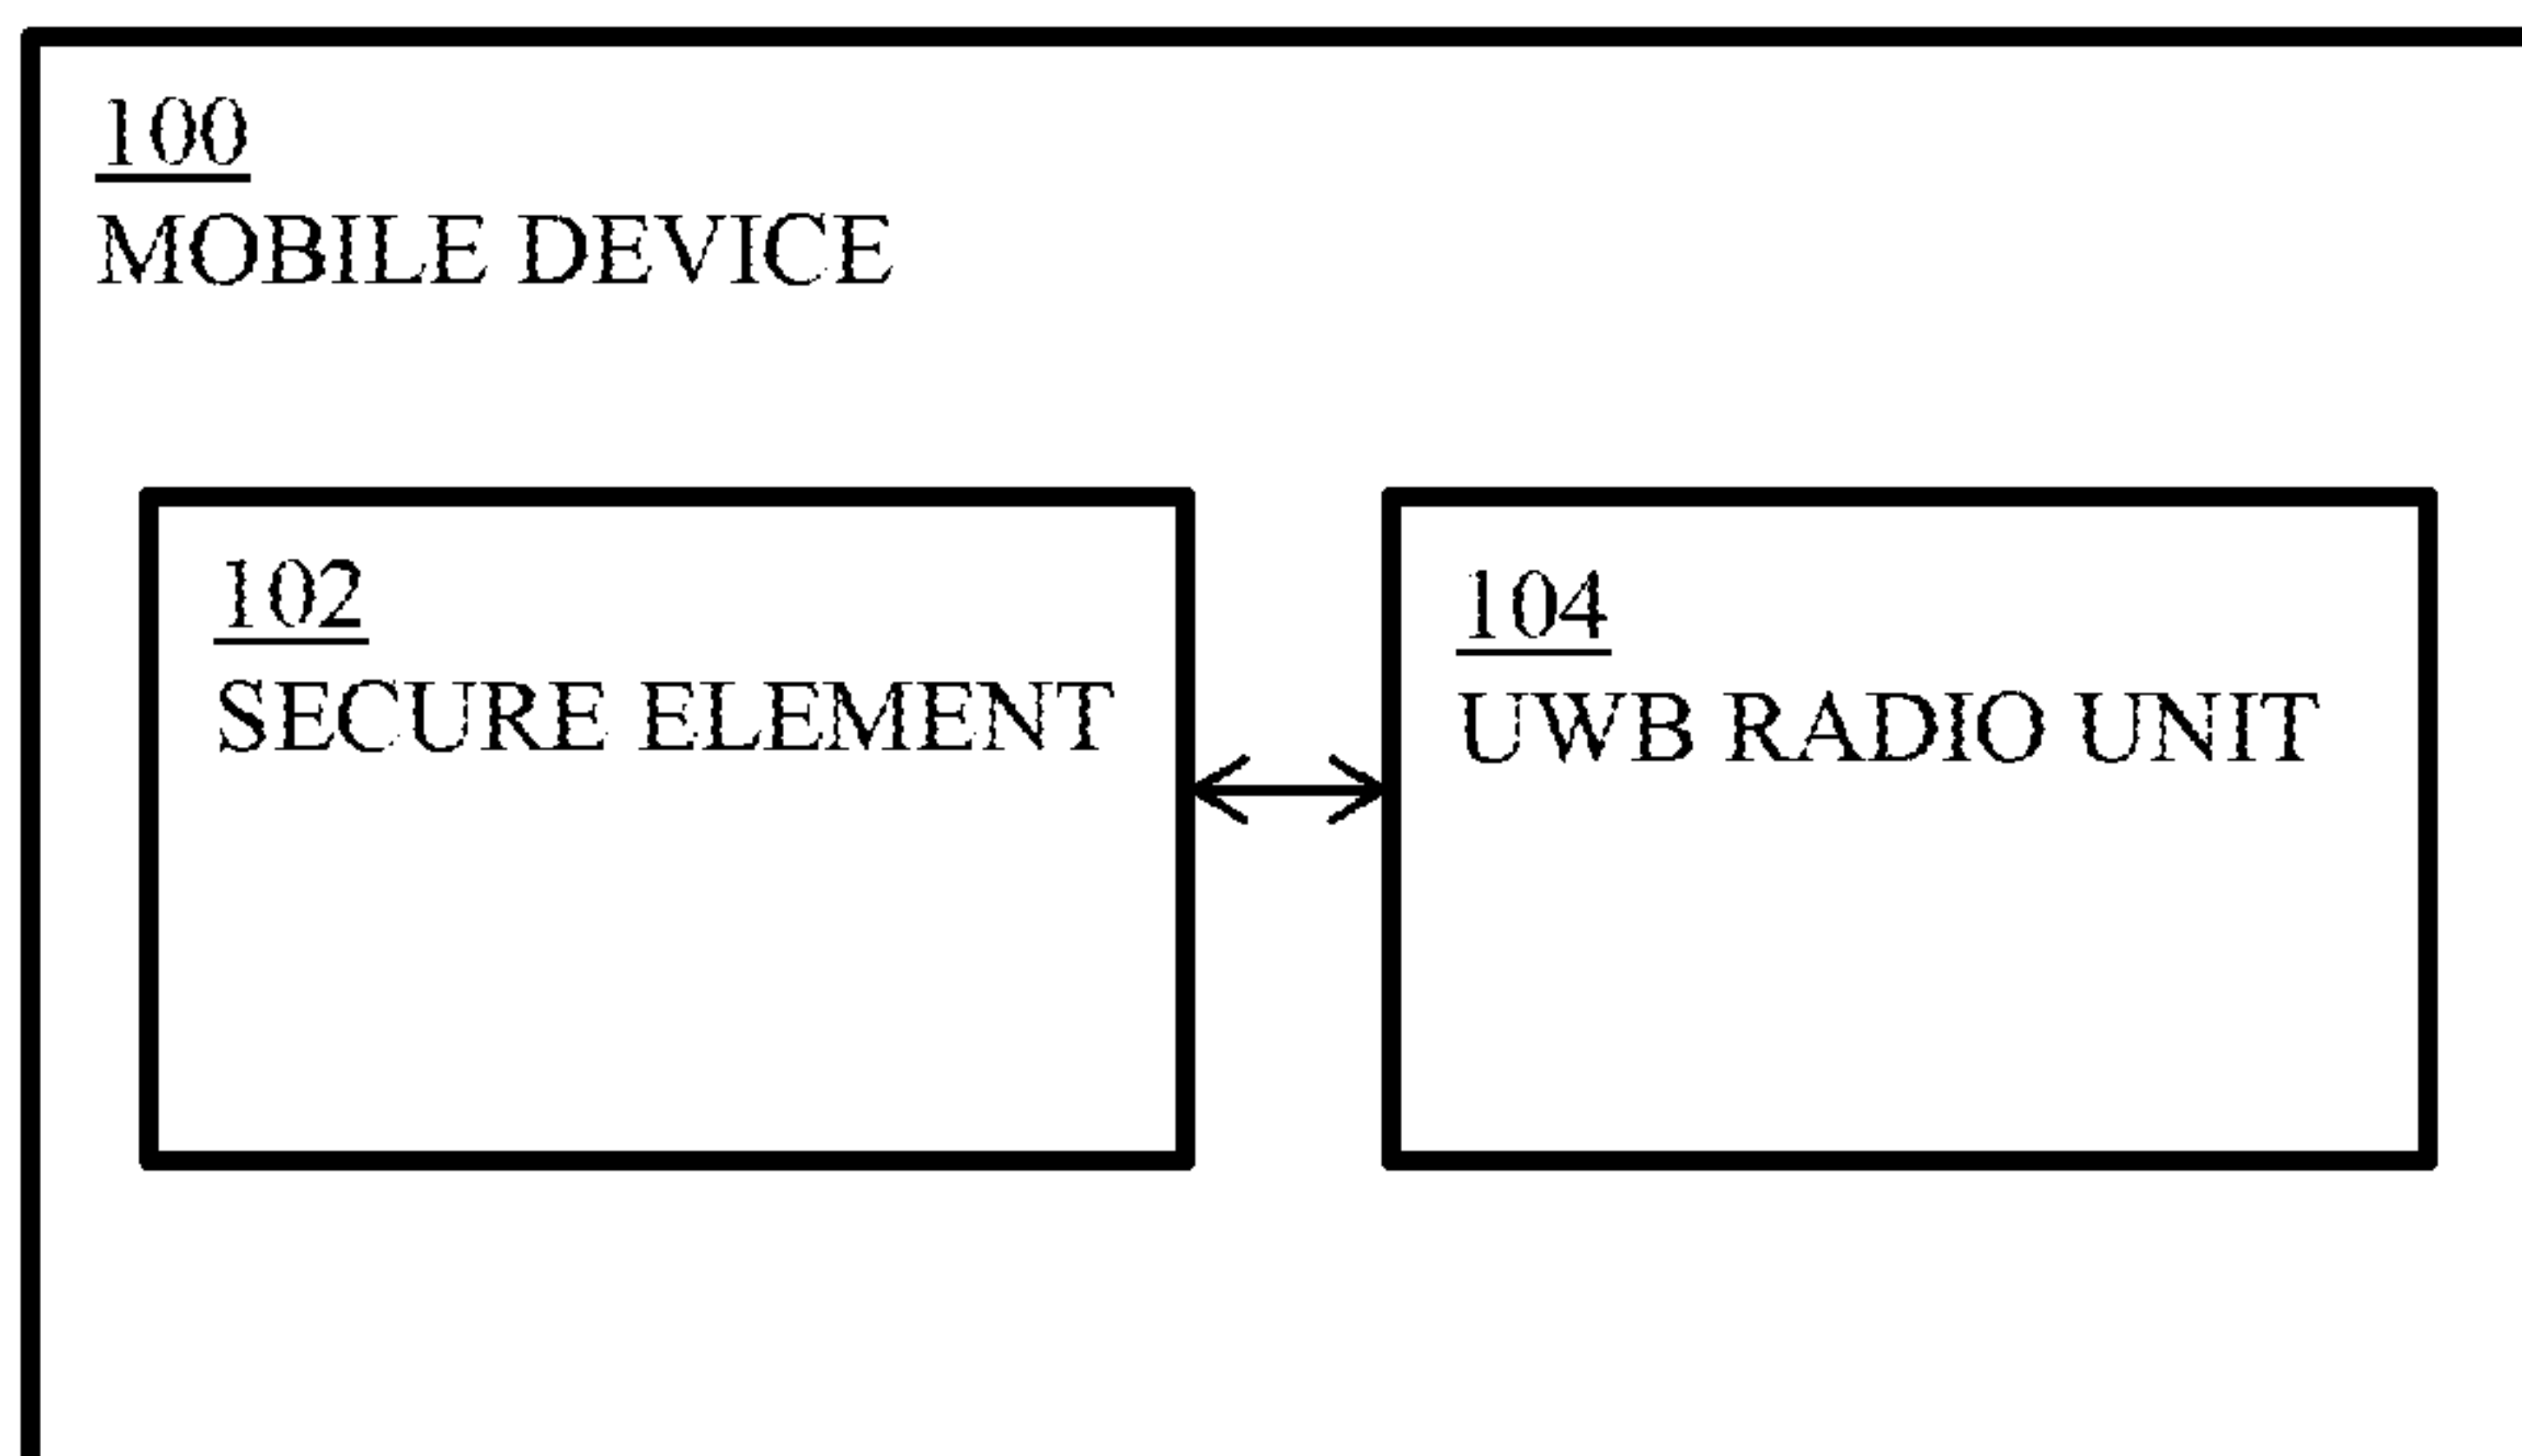 100
MOBILE DEVICE
102
SECURE ELEMENT
104
UWB RADIO UNIT